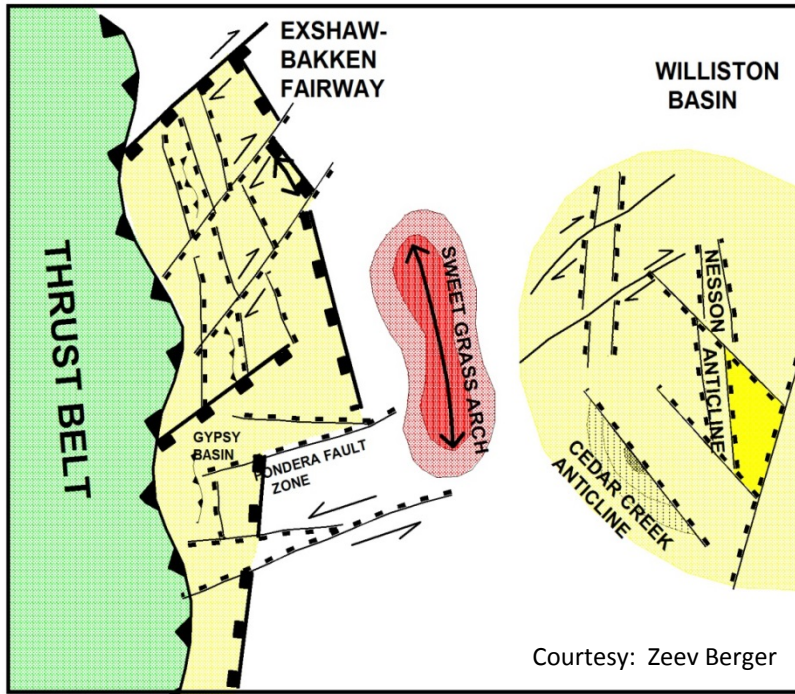 EXSHAW-
BAKKEN
FAIRWAY
WILLISTON
BASIN
THRUST BELT
SWEET GRASS ARCH
NESSON
ANTICLINE
GYPSY
BASIN
PONDERA FAULT
ZONE
CEDAR CREEK
ANTICLINE
Courtesy: Zeev Berger